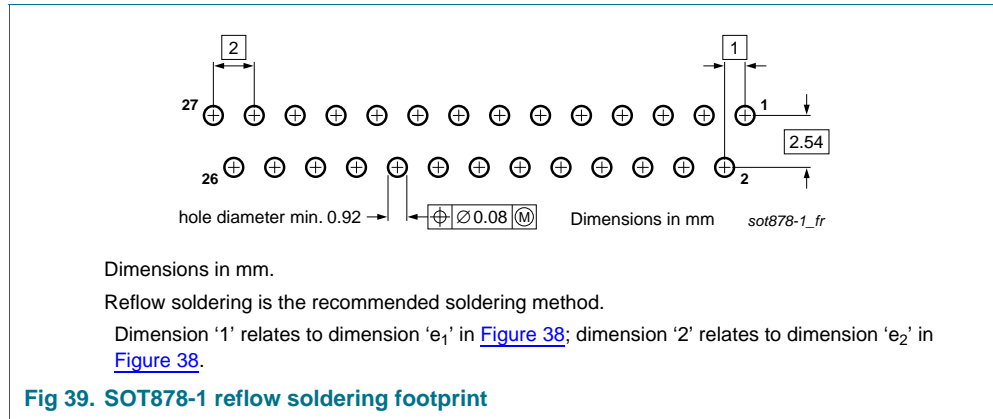 2
1
27
1
2.54
26
2
hole diameter min. 0.92
⌖ ∅ 0.08 Ⓜ
Dimensions in mm
sot878-1_fr
Dimensions in mm.
Reflow soldering is the recommended soldering method.
Dimension ‘1’ relates to dimension ‘e1’ in Figure 38; dimension ‘2’ relates to dimension ‘e2’ in
Figure 38.
Fig 39. SOT878-1 reflow soldering footprint